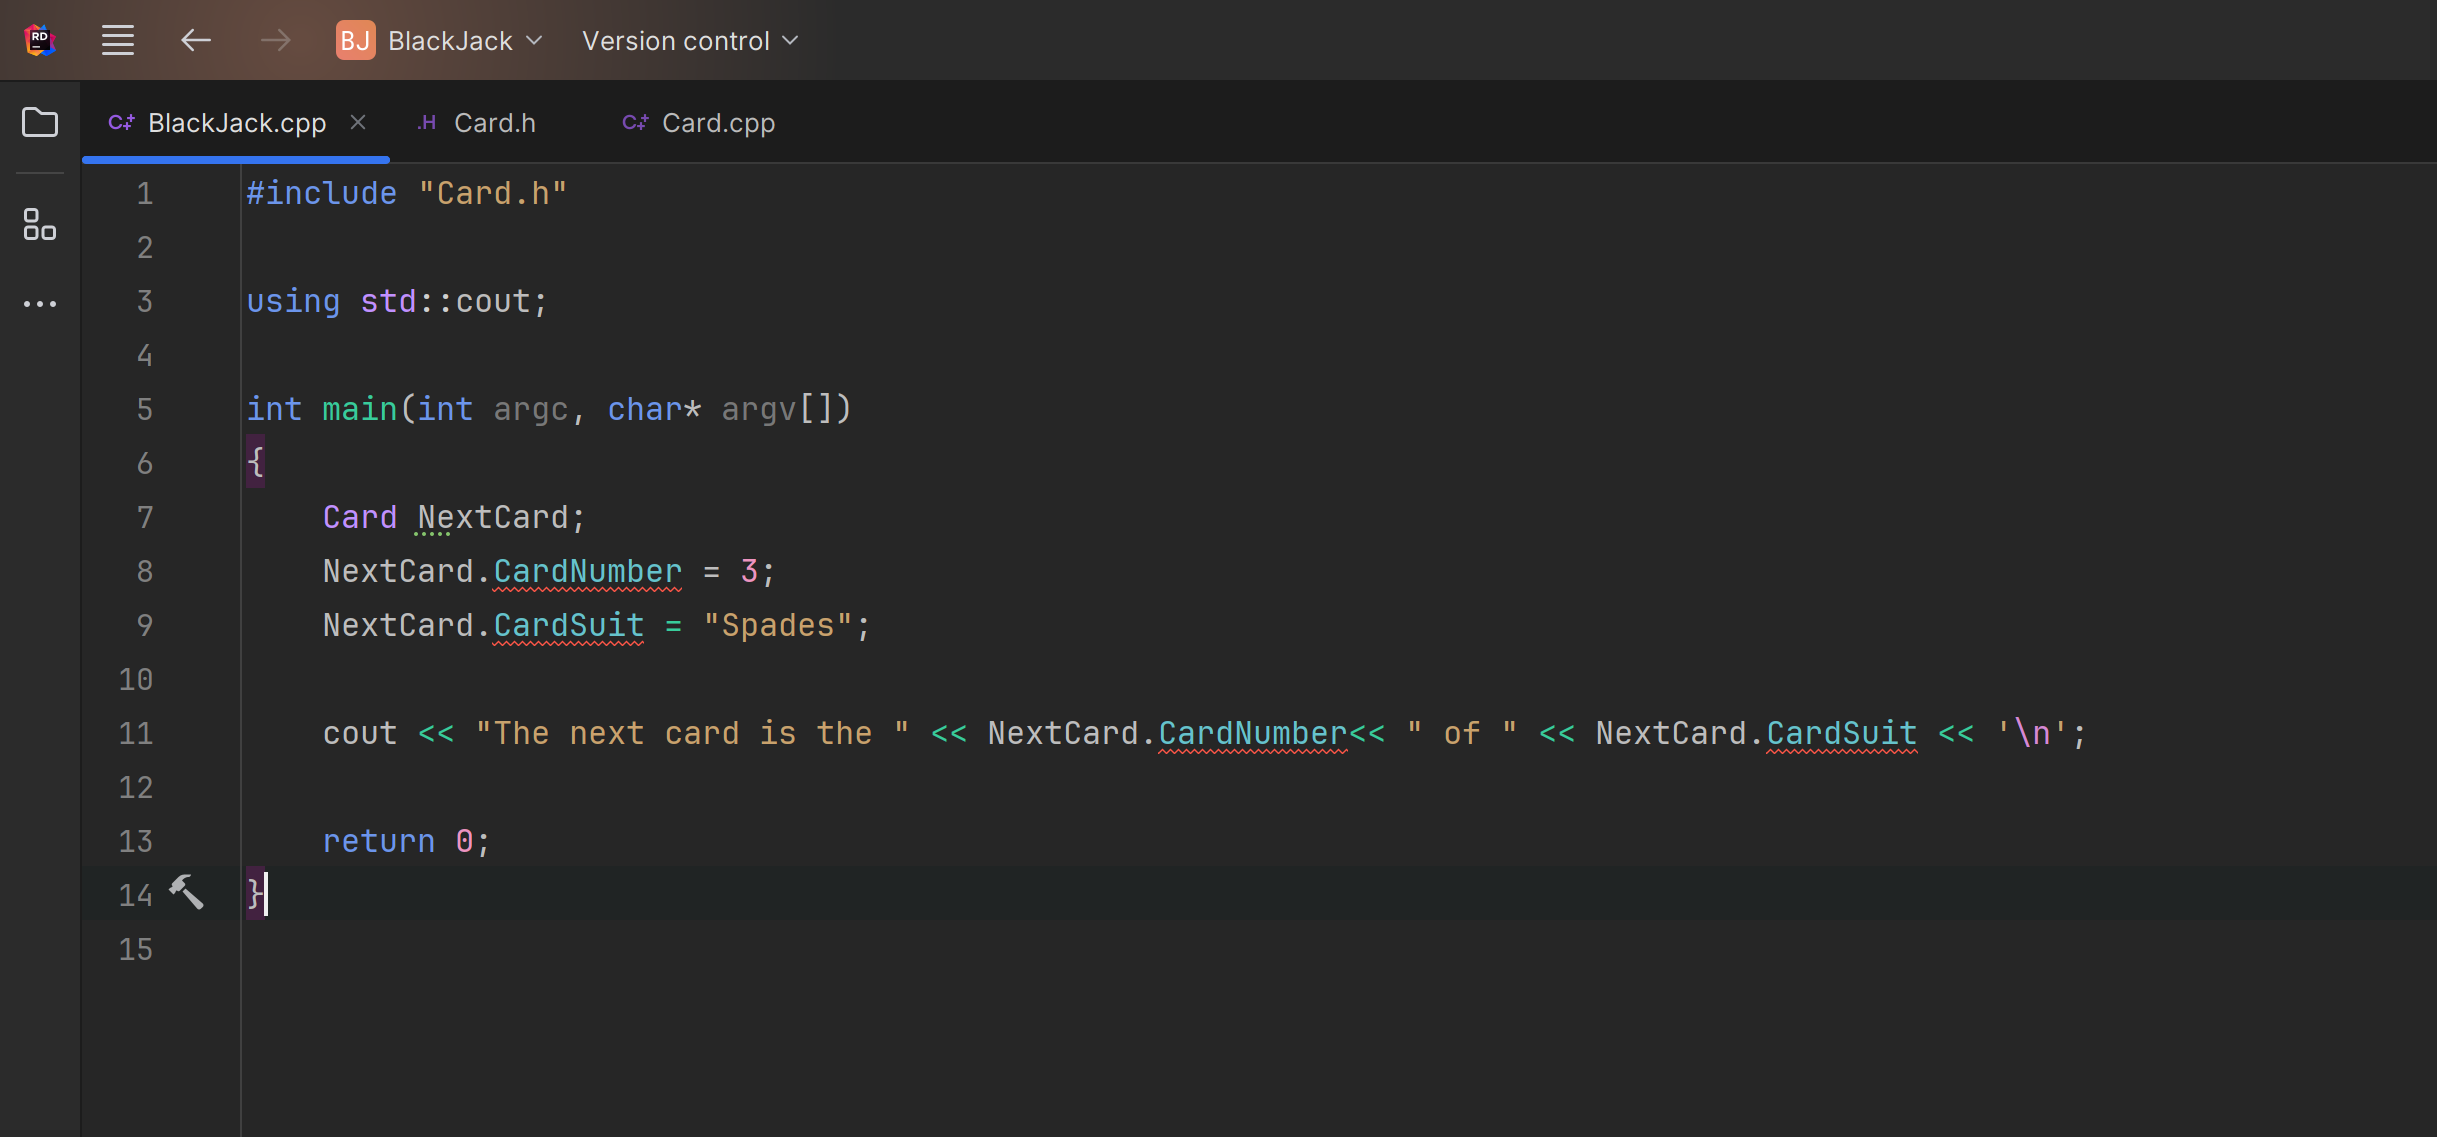 RD BJ BlackJack Version control
C++ BlackJack.cpp .H Card.h C++ Card.cpp
1 #include "Card.h"
2
3 using std::cout;
4
5 int main(int argc, char* argv[])
6 {
7 Card NextCard;
8 NextCard.CardNumber = 3;
9 NextCard.CardSuit = "Spades";
10
11 cout << "The next card is the " << NextCard.CardNumber<< " of " << NextCard.CardSuit << '\n';
12
13 return 0;
14 }
15